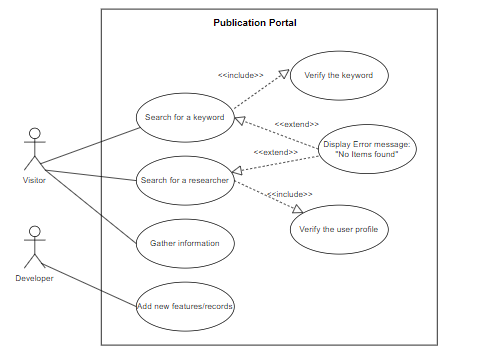 Publication Portal
<<include>>
Verify the keyword
Search for a keyword
<<extend>>
Display Error message:
"No Items found"
<<extend>>
Visitor
Search for a researcher
<<include>>
Verify the user profile
Gather information
Developer
Add new features/records